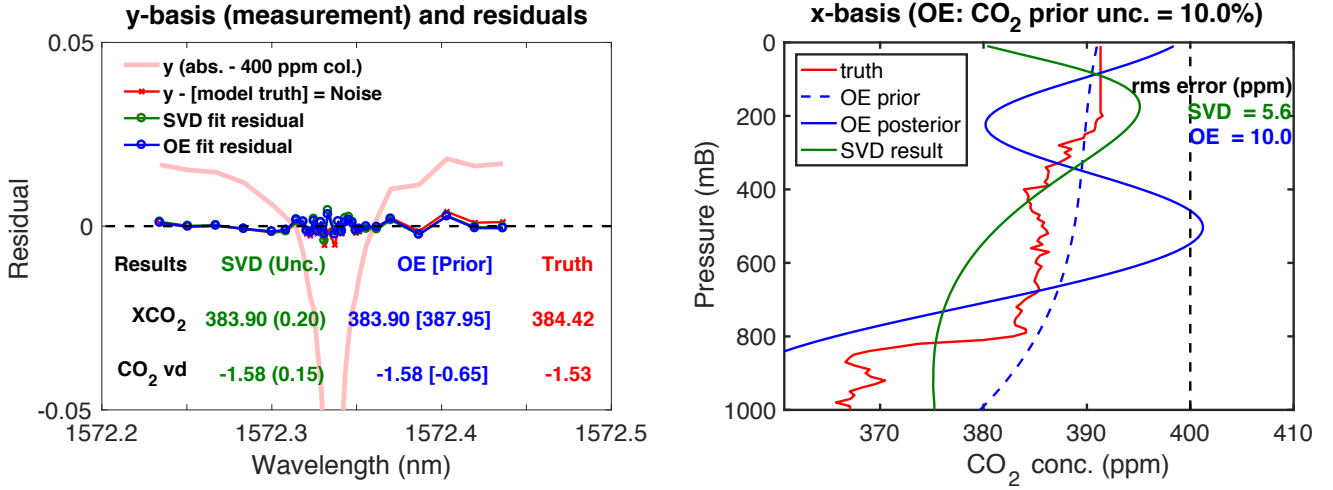 y-basis (measurement) and residuals
0.05
y (abs. - 400 ppm col.)
y - [model truth] = Noise
SVD fit residual
OE fit residual
Residual
0
Results SVD (Unc.) OE [Prior] Truth
XCO2 383.90 (0.20) 383.90 [387.95] 384.42
CO2 vd -1.58 (0.15) -1.58 [-0.65] -1.53
-0.05
1572.2 1572.3 1572.4 1572.5
Wavelength (nm)
x-basis (OE: CO2 prior unc. = 10.0%)
0
truth
OE prior
OE posterior
SVD result
rms error (ppm)
SVD = 5.6
OE = 10.0
Pressure (mB)
200
400
600
800
1000
370 380 390 400 410
CO2 conc. (ppm)